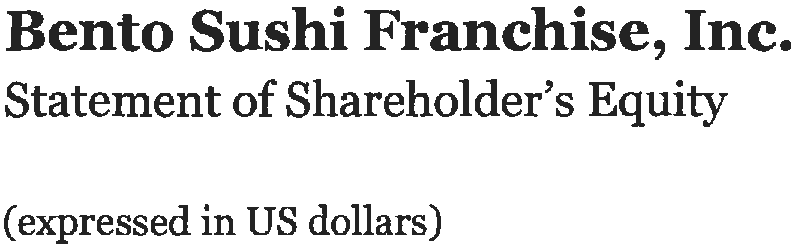 Bento Sushi Franchise, Inc.
Statement of Shareholder’s Equity
(expressed in US dollars)